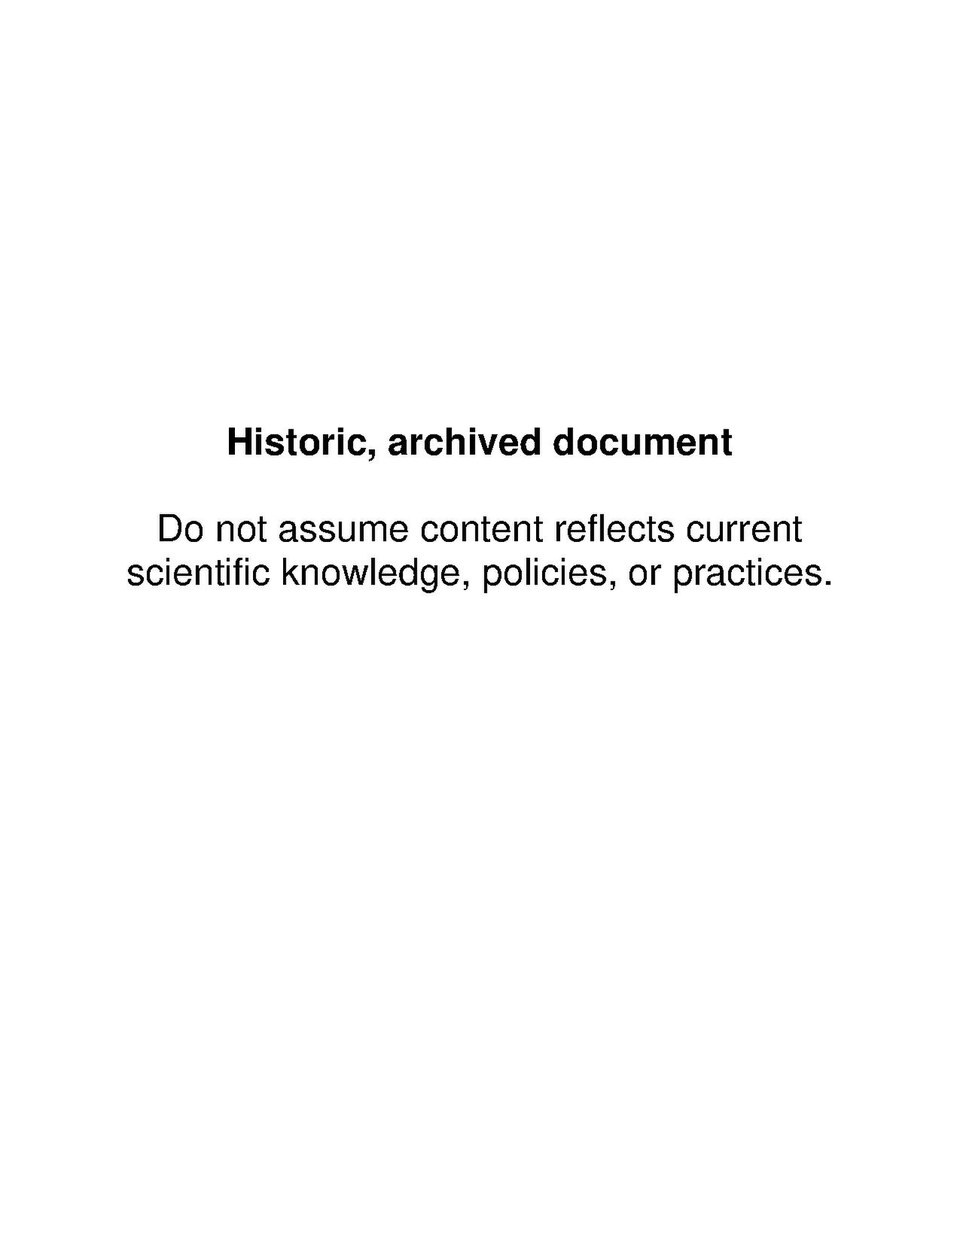 Historic, archived document
Do not assume content reflects current
scientific knowledge, policies, or practices.